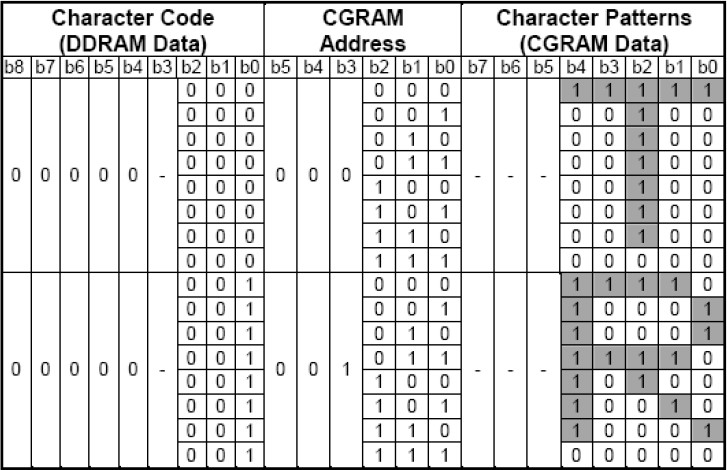 Character Code CGRAM Character Patterns
(DDRAM Data) Address (CGRAM Data)
b8 b7 b6 b5 b4 b3 b2 b1 b0 b5 b4 b3 b2 b1 b0 b7 b6 b5 b4 b3 b2 b1 b0
0 0 0 0 0 0 1 1 1 1 1
0 0 0 0 0 1 0 0 1 0 0
0 0 0 0 1 0 0 0 1 0 0
0 0 0 0 1 1 0 0 1 0 0
0 0 0 0 0 - 0 0 0 - - -
0 0 0 1 0 0 0 0 1 0 0
0 0 0 1 0 1 0 0 1 0 0
0 0 0 1 1 0 0 0 1 0 0
0 0 0 1 1 1 0 0 0 0 0
0 0 1 0 0 0 1 1 1 1 0
0 0 1 0 0 1 1 0 0 0 1
0 0 1 0 1 0 1 0 0 0 1
0 0 1 0 1 1 1 1 1 1 0
0 0 0 0 0 - 0 0 1 - - -
0 0 1 1 0 0 1 0 1 0 0
0 0 1 1 0 1 1 0 0 1 0
0 0 1 1 1 0 1 0 0 0 1
0 0 1 1 1 1 0 0 0 0 0